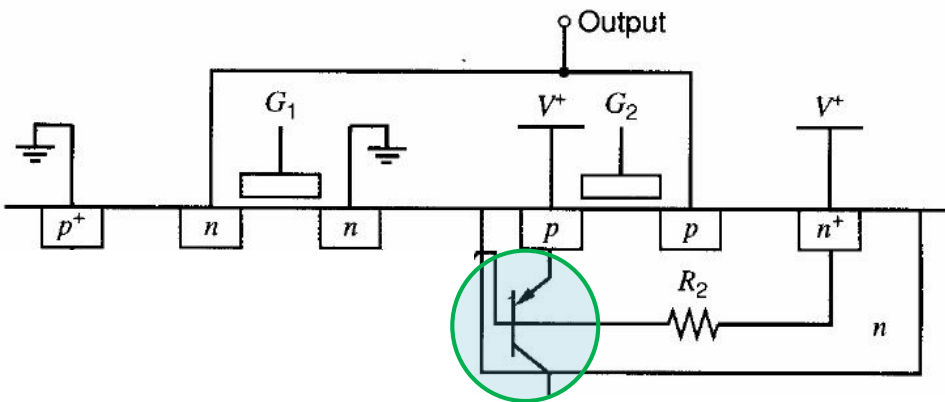 Output
G₁ V⁺ G₂ V⁺
p⁺ n n p p n⁺
R₂
n